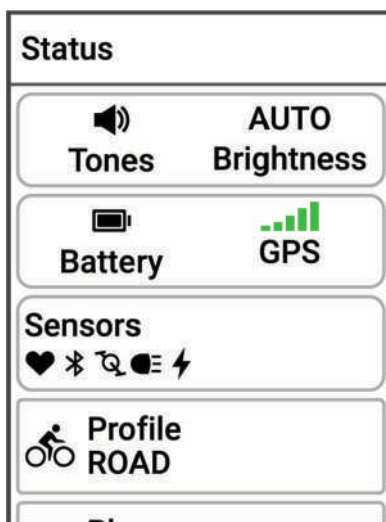 Status
AUTO
Tones Brightness
Battery GPS
Sensors
Profile
ROAD